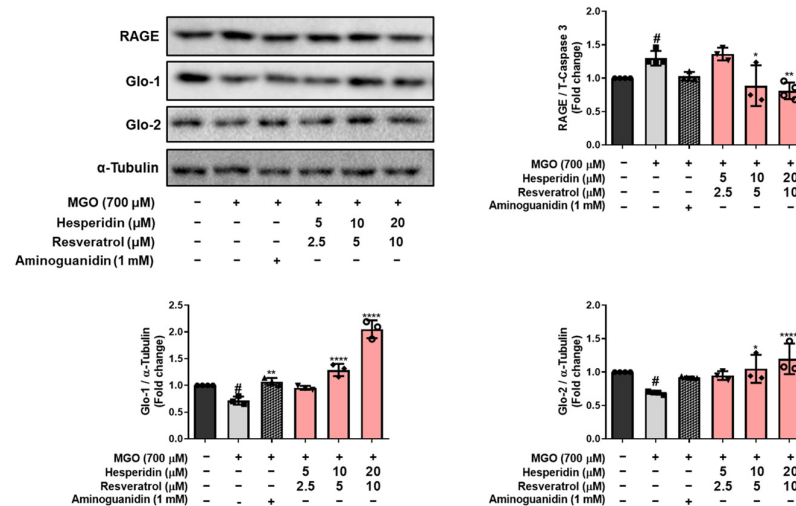 RAGE
Glo-1
Glo-2
α-Tubulin
MGO (700 μM) – + + + + +
Hesperidin (μM) – – – 5 10 20
Resveratrol (μM) – – – 2.5 5 10
Aminoguanidin (1 mM) – – + – – –
RAGE / T-Caspase 3
(Fold change)
2.0
1.5
1.0
0.5
0.0
# * **
MGO (700 μM) – + + + + +
Hesperidin (μM) – – – 5 10 20
Resveratrol (μM) – – – 2.5 5 10
Aminoguanidin (1 mM) – – + – – –
Glo-1 / α-Tubulin
(Fold change)
2.5
2.0
1.5
1.0
0.5
0.0
# ** **** ****
MGO (700 μM) – + + + + +
Hesperidin (μM) – – – 5 10 20
Resveratrol (μM) – – – 2.5 5 10
Aminoguanidin (1 mM) – - + – – –
Glo-2 / α-Tubulin
(Fold change)
2.0
1.5
1.0
0.5
0.0
# * ****
MGO (700 μM) – + + + + +
Hesperidin (μM) – – – 5 10 20
Resveratrol (μM) – – – 2.5 5 10
Aminoguanidin (1 mM) – – + – – –